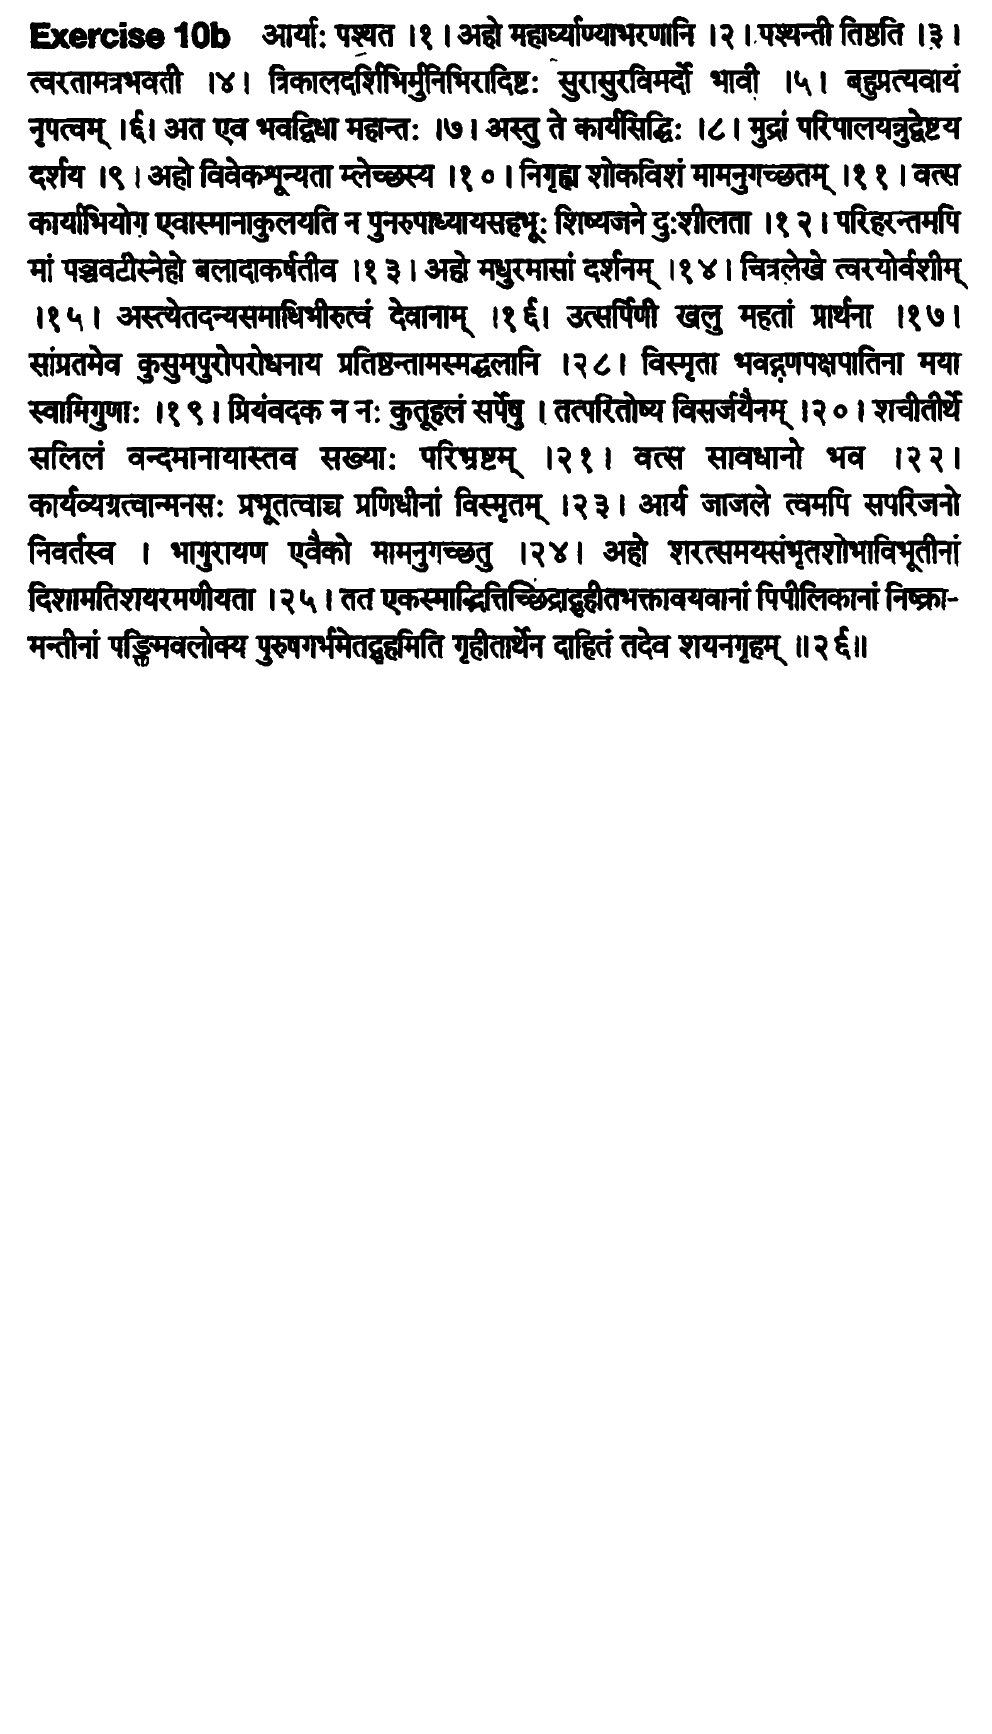 Exercise 10b आर्याः पश्यत ।१। अहो महार्घ्याण्याभरणानि ।२। पश्यन्ती तिष्ठति ।३।
त्वरतामत्रभवती ।४। त्रिकालदर्शिभिर्मुनिभिरादिष्टः सुरासुरविमर्दो भावी ।५। बहुप्रत्यवायं
नृपत्वम् ।६। अत एव भवद्विधा महान्तः ।७। अस्तु ते कार्यसिद्धिः ।८। मुद्रां परिपालयन्नुद्वेष्टय
दर्शय ।९। अहो विवेकशून्यता म्लेच्छस्य ।१०। निगृह्य शोकविशं मामनुगच्छतम् ।११। वत्स
कार्याभियोग एवास्मानाकुलयति न पुनरुपाध्यायसहभूः शिष्यजने दुःशीलता ।१२। परिहरन्तमपि
मां पञ्चवटीस्नेहो बलादाकर्षतीव ।१३। अहो मधुरमासां दर्शनम् ।१४। चित्रलेखे त्वरयोर्वशीम्
।१५। अस्त्येतदन्यसमाधिभीरुत्वं देवानाम् ।१६। उत्सर्पिणी खलु महतां प्रार्थना ।१७।
सांप्रतमेव कुसुमपुरोपरोधनाय प्रतिष्ठन्तामस्मद्बलानि ।२८। विस्मृता भवद्गुणपक्षपातिना मया
स्वामिगुणाः ।१९। प्रियंवदक न नः कुतूहलं सर्पेषु । तत्परितोष्य विसर्जयैनम् ।२०। शचीतीर्थे
सलिलं वन्दमानायास्तव सख्याः परिभ्रष्टम् ।२१। वत्स सावधानो भव ।२२।
कार्यव्यग्रत्वान्मनसः प्रभूतत्वाच्च प्रणिधीनां विस्मृतम् ।२३। आर्य जाजले त्वमपि सपरिजनो
निवर्तस्व । भागुरायण एवैको मामनुगच्छतु ।२४। अहो शरत्समयसंभृतशोभाविभूतीनां
दिशामतिशयरमणीयता ।२५। तत एकस्माद्भित्तिच्छिद्राद्गृहीतभक्तावयवानां पिपीलिकानां निष्क्रा-
मन्तीनां पङ्क्तिमवलोक्य पुरुषगर्भमेतद्गृहमिति गृहीतार्थेन दाहितं तदेव शयनगृहम् ॥२६॥